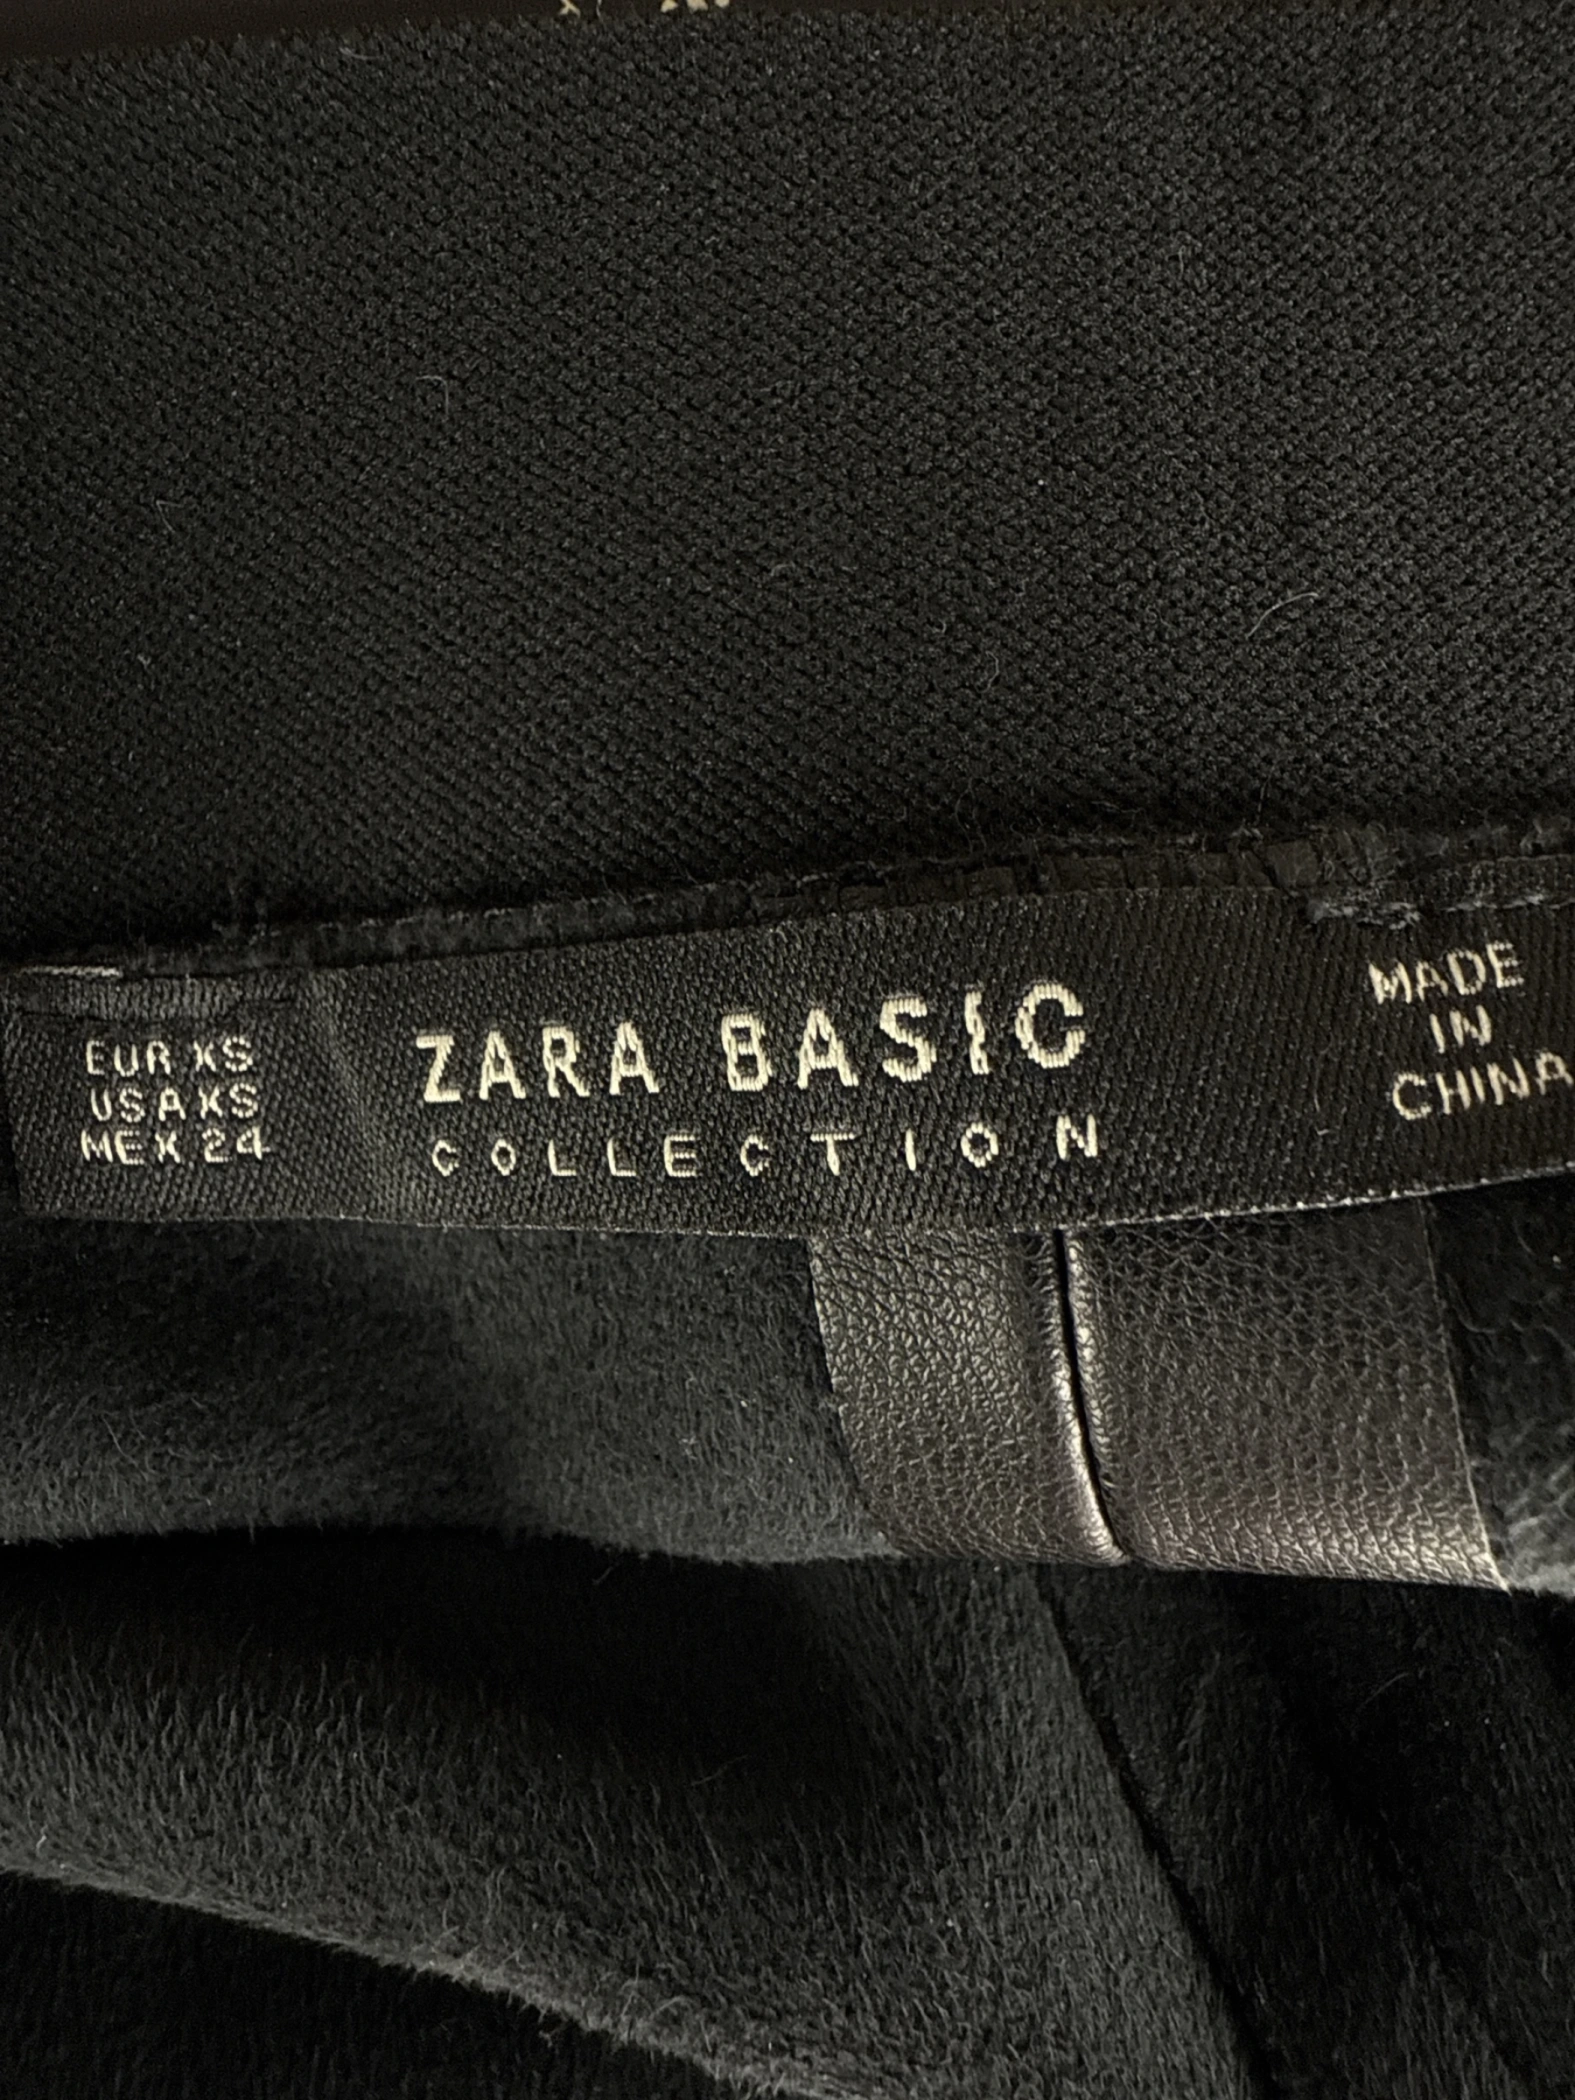 EUR XS
USA XS
MEX 24
ZARA BASIC
COLLECTION
MADE
IN
CHINA